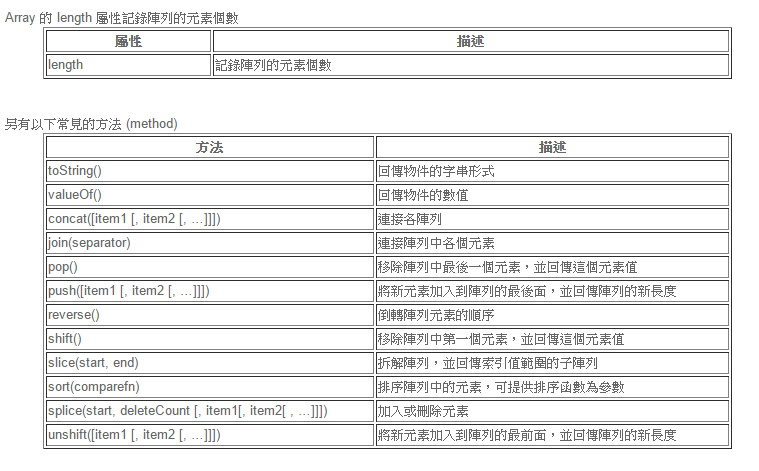 Array 的 length 屬性記錄陣列的元素個數
屬性 描述
length 記錄陣列的元素個數
另有以下常見的方法 (method)
方法 描述
toString() 回傳物件的字串形式
valueOf() 回傳物件的數值
concat([item1 [, item2 [, …]]]) 連接各陣列
join(separator) 連接陣列中各個元素
pop() 移除陣列中最後一個元素，並回傳這個元素值
push([item1 [, item2 [, …]]]) 將新元素加入到陣列的最後面，並回傳陣列的新長度
reverse() 倒轉陣列元素的順序
shift() 移除陣列中第一個元素，並回傳這個元素值
slice(start, end) 拆解陣列，並回傳索引值範圍的子陣列
sort(comparefn) 排序陣列中的元素，可提供排序函數為參數
splice(start, deleteCount [, item1[, item2[ , …]]]) 加入或刪除元素
unshift([item1 [, item2 [, …]]]) 將新元素加入到陣列的最前面，並回傳陣列的新長度